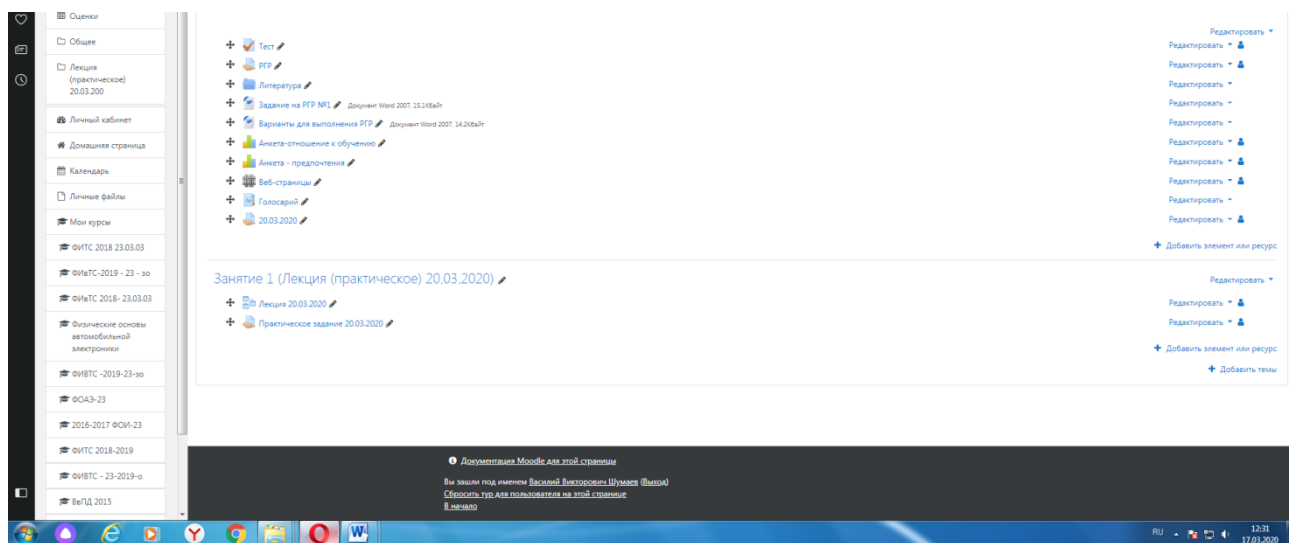 Оценки
Общее
Лекция
(практическое)
20.03.200
Личный кабинет
Домашняя страница
Календарь
Личные файлы
Мои курсы
ФИТС 2018 23.03.03
ФИвТС-2019 - 23 - зо
ФИвТС 2018- 23.03.03
Физические основы
автомобильной
электроники
ФИВТС -2019-23-зо
ФОАЭ-23
2016-2017 ФОИ-23
ФИТС 2018-2019
ФИВТС - 23-2019-о
ВвПД 2015
Редактировать
Тест Редактировать
РГР Редактировать
Литература Редактировать
Задание на РГР №1 Документ Word 2007, 15.1Кбайт Редактировать
Варианты для выполнения РГР Документ Word 2007, 14.2Кбайт Редактировать
Анкета-отношение к обучению Редактировать
Анкета - предпочтения Редактировать
Веб-страницы Редактировать
Голосарий Редактировать
20.03.2020 Редактировать
Добавить элемент или ресурс
Занятие 1 (Лекция (практическое) 20.03.2020) Редактировать
Лекция 20.03.2020 Редактировать
Практическое задание 20.03.2020 Редактировать
Добавить элемент или ресурс
Добавить темы
Документация Moodle для этой страницы
Вы зашли под именем Василий Викторович Шумаев (Выход)
Сбросить тур для пользователя на этой странице
В начало
RU 12:31
17.03.2020